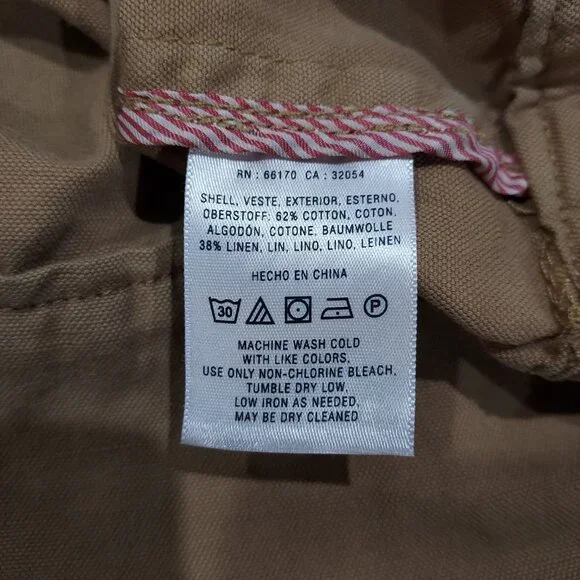 RN : 66170 CA : 32054
SHELL, VESTE, EXTERIOR, ESTERNO,
OBERSTOFF: 62% COTTON, COTON,
ALGODÓN, COTONE, BAUMWOLLE
38% LINEN, LIN, LINO, LINO, LEINEN
HECHO EN CHINA
30 P
MACHINE WASH COLD
WITH LIKE COLORS.
USE ONLY NON-CHLORINE BLEACH.
TUMBLE DRY LOW.
LOW IRON AS NEEDED.
MAY BE DRY CLEANED